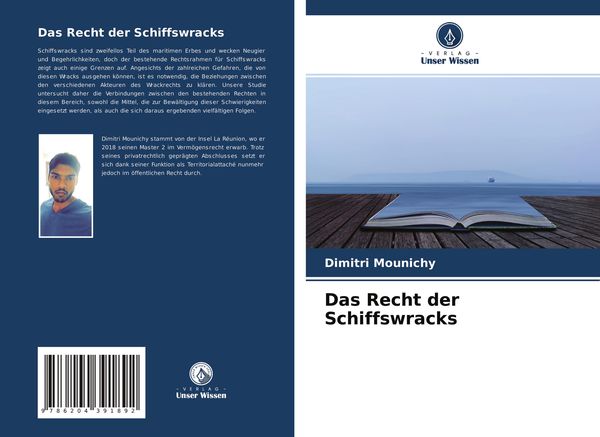 Das Recht der Schiffswracks
Schiffswracks sind zweifellos Teil des maritimen Erbes und wecken Neugier
und Begehrlichkeiten, doch der bestehende Rechtsrahmen für Schiffswracks
zeigt auch einige Grenzen auf. Angesichts der zahlreichen Gefahren, die von
diesen Wracks ausgehen können, ist es notwendig, die Beziehungen zwischen
den verschiedenen Akteuren des Wrackrechts zu klären. Unsere Studie
untersucht daher die Verbindungen zwischen den bestehenden Rechten in
diesem Bereich, sowohl die Mittel, die zur Bewältigung dieser Schwierigkeiten
eingesetzt werden, als auch die sich daraus ergebenden vielfältigen Folgen.
Dimitri Mounichy stammt von der Insel La Réunion, wo er
2018 seinen Master 2 im Vermögensrecht erwarb. Trotz
seines privatrechtlich geprägten Abschlusses setzt er
sich dank seiner Funktion als Territorialattaché nunmehr
jedoch im öffentlichen Recht durch.
9 786204 391892
VERLAG
Unser Wissen
VERLAG
Unser Wissen
Dimitri Mounichy
Das Recht der
Schiffswracks